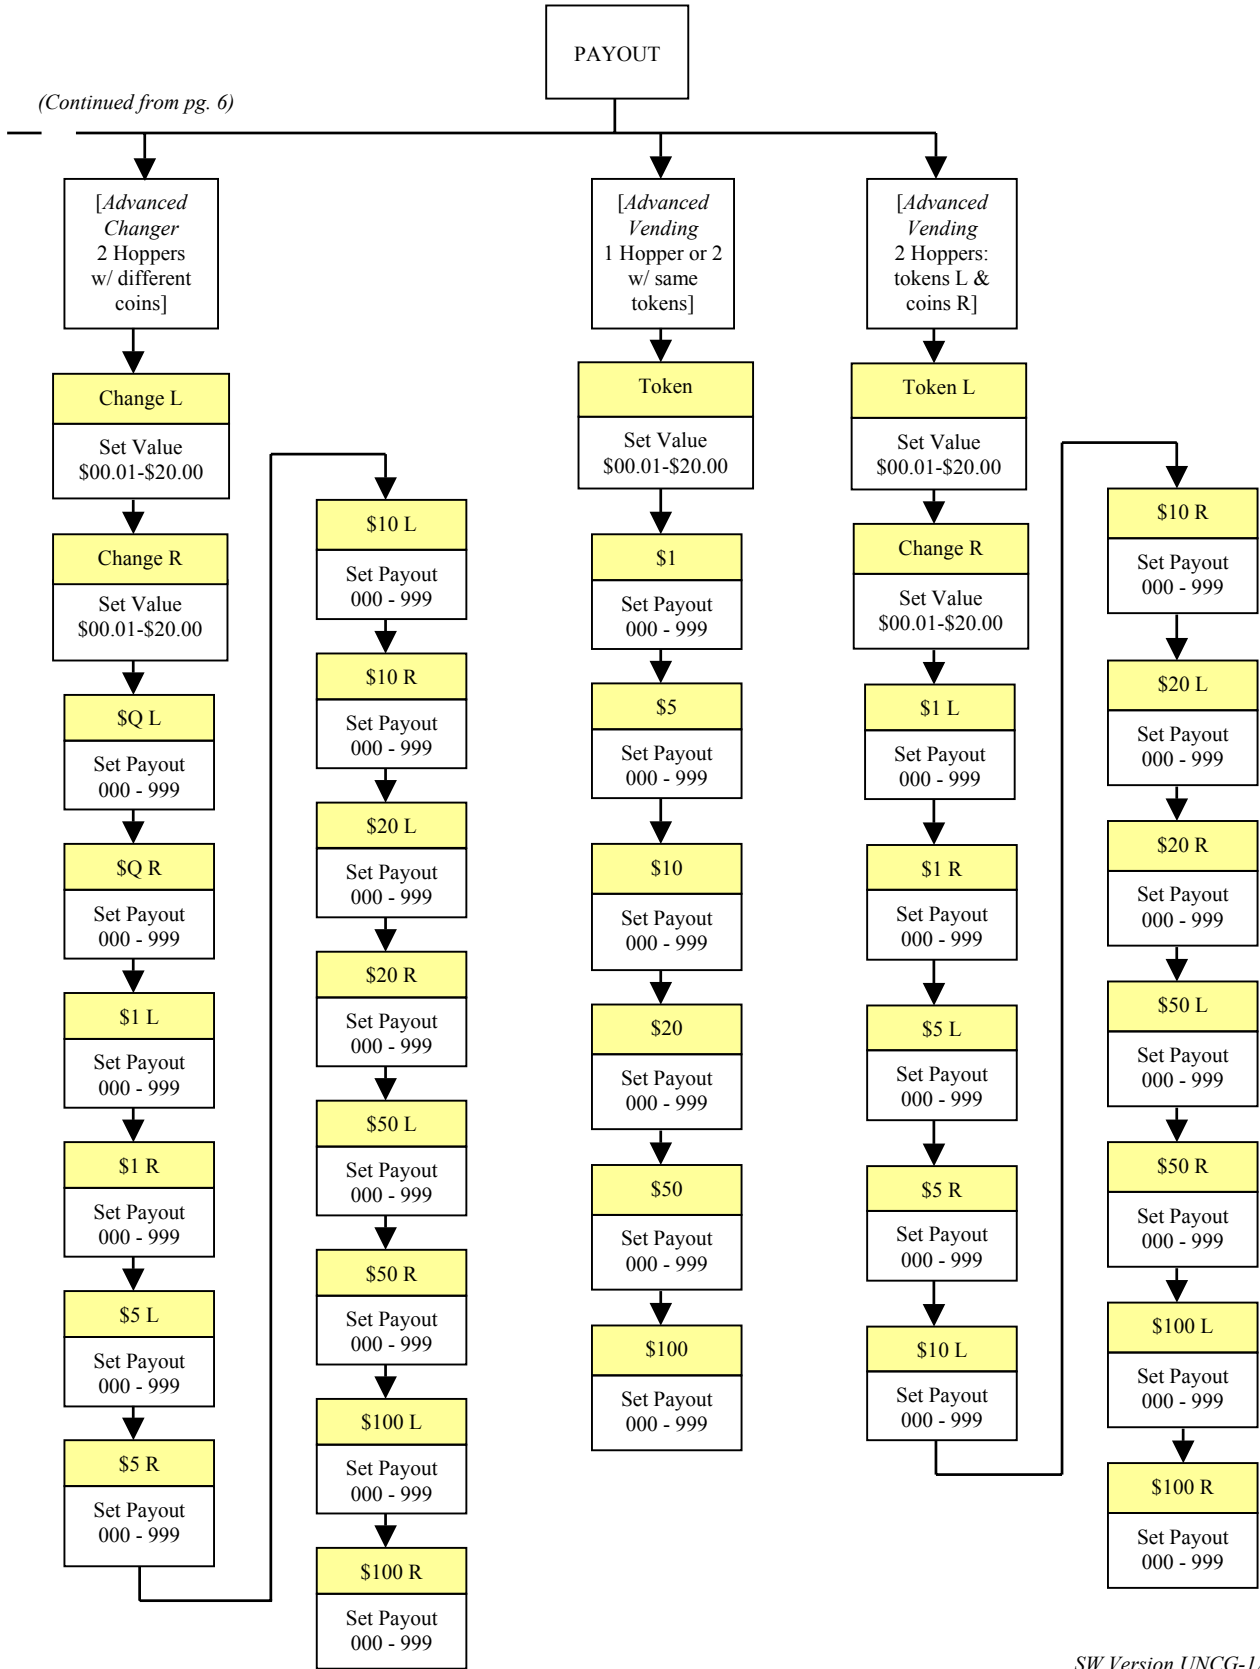 PAYOUT
(Continued from pg. 6)
[Advanced
Changer
2 Hoppers
w/ different
coins]
Change L
Set Value
$00.01-$20.00
Change R
Set Value
$00.01-$20.00
$Q L
Set Payout
000 - 999
$Q R
Set Payout
000 - 999
$1 L
Set Payout
000 - 999
$1 R
Set Payout
000 - 999
$5 L
Set Payout
000 - 999
$5 R
Set Payout
000 - 999
$10 L
Set Payout
000 - 999
$10 R
Set Payout
000 - 999
$20 L
Set Payout
000 - 999
$20 R
Set Payout
000 - 999
$50 L
Set Payout
000 - 999
$50 R
Set Payout
000 - 999
$100 L
Set Payout
000 - 999
$100 R
Set Payout
000 - 999
[Advanced
Vending
1 Hopper or 2
w/ same
tokens]
Token
Set Value
$00.01-$20.00
$1
Set Payout
000 - 999
$5
Set Payout
000 - 999
$10
Set Payout
000 - 999
$20
Set Payout
000 - 999
$50
Set Payout
000 - 999
$100
Set Payout
000 - 999
[Advanced
Vending
2 Hoppers:
tokens L &
coins R]
Token L
Set Value
$00.01-$20.00
Change R
Set Value
$00.01-$20.00
$1 L
Set Payout
000 - 999
$1 R
Set Payout
000 - 999
$5 L
Set Payout
000 - 999
$5 R
Set Payout
000 - 999
$10 L
Set Payout
000 - 999
$10 R
Set Payout
000 - 999
$20 L
Set Payout
000 - 999
$20 R
Set Payout
000 - 999
$50 L
Set Payout
000 - 999
$50 R
Set Payout
000 - 999
$100 L
Set Payout
000 - 999
$100 R
Set Payout
000 - 999
SW Version